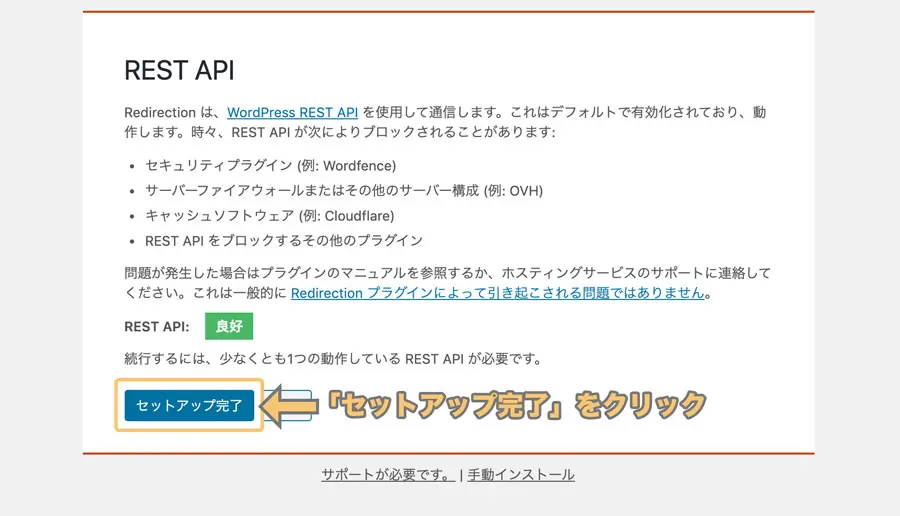 REST API
Redirection は、WordPress REST API を使用して通信します。これはデフォルトで有効化されており、動
作します。時々、REST API が次によりブロックされることがあります:
• セキュリティプラグイン (例: Wordfence)
• サーバーファイアウォールまたはその他のサーバー構成 (例: OVH)
• キャッシュソフトウェア (例: Cloudflare)
• REST API をブロックするその他のプラグイン
問題が発生した場合はプラグインのマニュアルを参照するか、ホスティングサービスのサポートに連絡して
ください。これは一般的に Redirection プラグインによって引き起こされる問題ではありません。
REST API: 良好
続行するには、少なくとも1つの動作している REST API が必要です。
セットアップ完了 「セットアップ完了」をクリック
サポートが必要です。 | 手動インストール